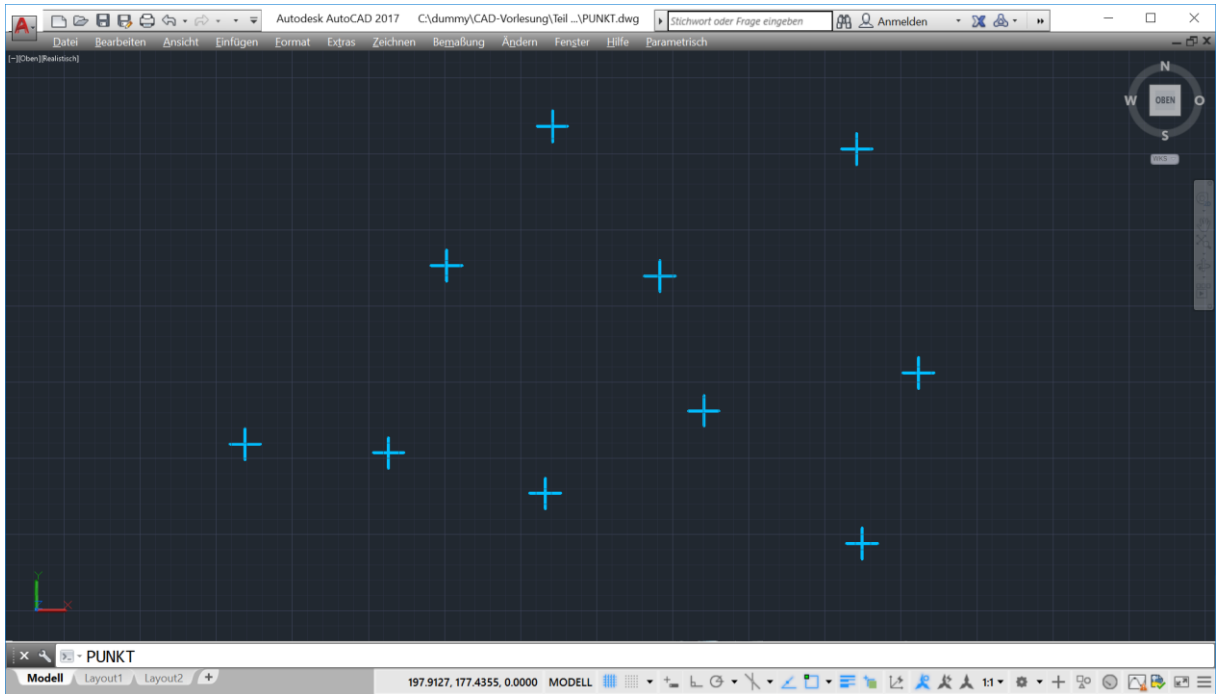 A
Autodesk AutoCAD 2017 C:\dummy\CAD-Vorlesung\Teil ...\PUNKT.dwg Stichwort oder Frage eingeben Anmelden
Datei Bearbeiten Ansicht Einfügen Format Extras Zeichnen Bemaßung Ändern Fenster Hilfe Parametrisch
[-][Oben][Realistisch]
N
W OBEN O
S
WKS
Y
X
PUNKT
Modell Layout1 Layout2 +
197.9127, 177.4355, 0.0000 MODELL 1:1